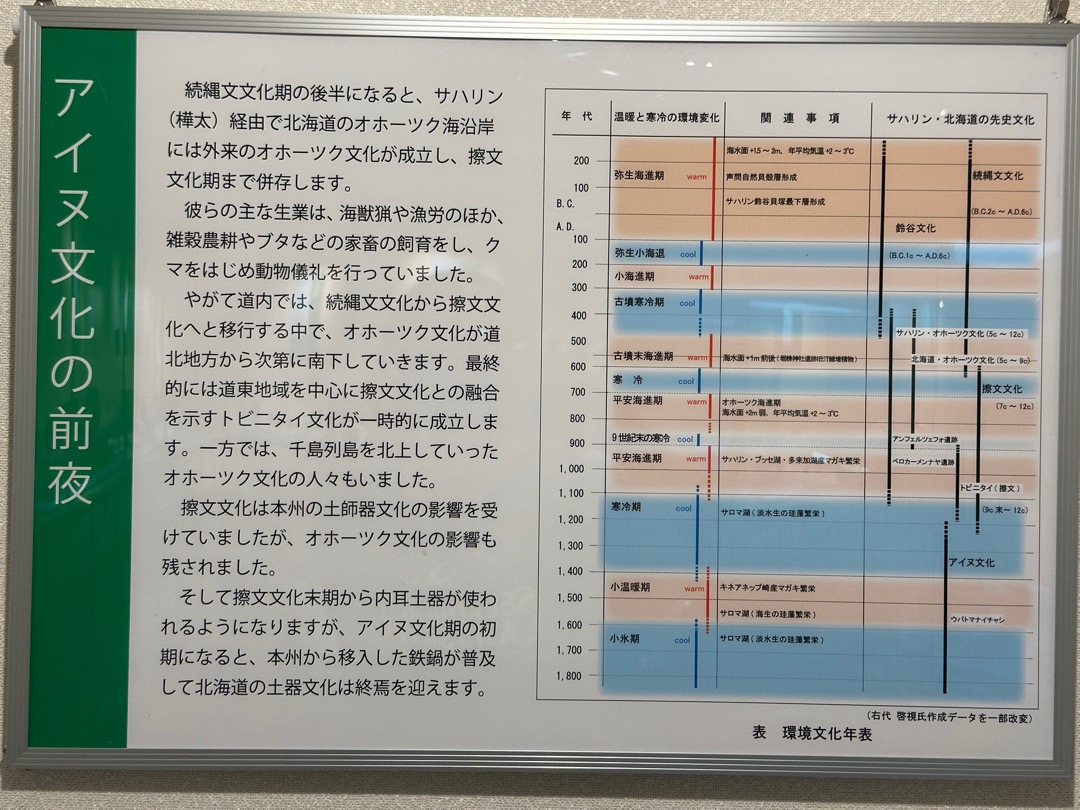 アイヌ文化の前夜
続縄文文化期の後半になると、サハリン
（樺太）経由で北海道のオホーツク海沿岸
には外来のオホーツク文化が成立し、擦文
文化期まで併存します。
彼らの主な生業は、海獣猟や漁労のほか、
雑穀農耕やブタなどの家畜の飼育をし、ク
マをはじめ動物儀礼を行っていました。
やがて道内では、続縄文文化から擦文文
化へと移行する中で、オホーツク文化が道
北地方から次第に南下していきます。最終
的には道東地域を中心に擦文文化との融合
を示すトビニタイ文化が一時的に成立しま
す。一方では、千島列島を北上していった
オホーツク文化の人々もいました。
擦文文化は本州の土師器文化の影響を受
けていましたが、オホーツク文化の影響も
残されました。
そして擦文文化末期から内耳土器が使わ
れるようになりますが、アイヌ文化期の初
期になると、本州から移入した鉄鍋が普及
して北海道の土器文化は終焉を迎えます。
年代 温暖と寒冷の環境変化 関連事項 サハリン・北海道の先史文化
海水面+1.5～2m、年平均気温+2～3℃
200
弥生海進期 warm 声問自然貝殻層形成 続縄文文化
100
サハリン鈴谷貝塚最下層形成
B.C. (B.C.2c～A.D.6c)
A.D. 鈴谷文化
100
弥生小海退 cool (B.C.1c～A.D.6c)
200
小海進期 warm
300
古墳寒冷期 cool
400
サハリン・オホーツク文化(5c～12c)
500
古墳末海進期 warm 海水面+1m前後(堀株神社遺跡旧汀線堆積物) 北海道・オホーツク文化(5c～9c)
600
寒冷 cool 擦文文化
700
平安海進期 warm オホーツク海進期 (7c～12c)
海水面+2m弱、年平均気温+2～3℃
800
9世紀末の寒冷 cool アンフェルツェフォ遺跡
900
平安海進期 warm サハリン・ブッセ湖・多来加湖産マガキ繁栄 ベロカーメンナヤ遺跡
1,000
トビニタイ(擦文)
1,100
寒冷期 cool サロマ湖(淡水生の珪藻繁栄) (9c末～12c)
1,200
1,300
アイヌ文化
1,400
小温暖期 warm キネアネップ崎産マガキ繁栄
1,500
サロマ湖(海生の珪藻繁栄) ウバトマナイチャシ
1,600
小氷期 cool サロマ湖(淡水生の珪藻繁栄)
1,700
1,800
(右代 啓視氏作成データを一部改変)
表 環境文化年表